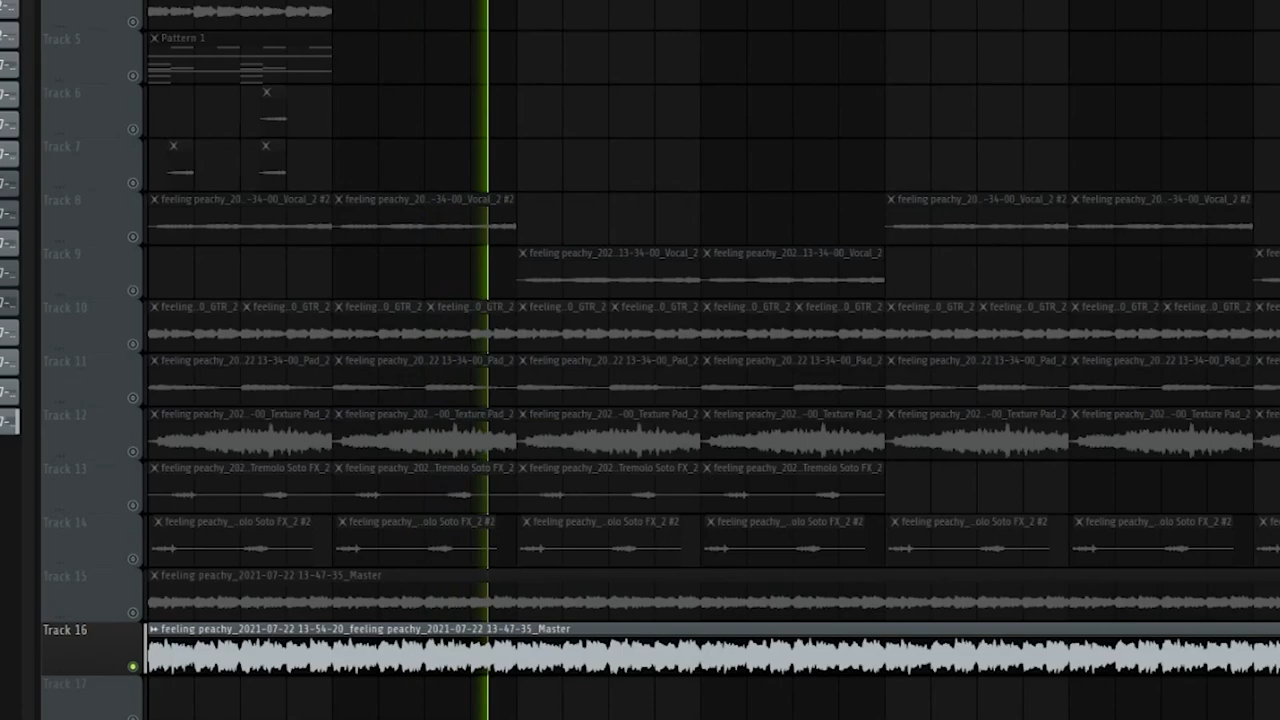 Track 5
Pattern 1
Track 6
Track 7
Track 8
feeling peachy_20..-34-00_Vocal_2 #2 feeling peachy_20..-34-00_Vocal_2 #2 feeling peachy_20..-34-00_Vocal_2 #2 feeling peachy_20..-34-00_Vocal_2 #2
Track 9
feeling peachy_202..13-34-00_Vocal_2 feeling peachy_202..13-34-00_Vocal_2 fee
Track 10
feeling..0_GTR_2 feeling..0_GTR_2 feeling..0_GTR_2 feeling..0_GTR_2 feeling..0_GTR_2 feeling..0_GTR_2 feeling..0_GTR_2 feeling..0_GTR_2 feeling..0_GTR_2 feeling..0_GTR_2 feeling..0_GTR_2 feeling..0_GTR_2
Track 11
feeling peachy_20..22 13-34-00_Pad_2 feeling peachy_20..22 13-34-00_Pad_2 feeling peachy_20..22 13-34-00_Pad_2 feeling peachy_20..22 13-34-00_Pad_2 feeling peachy_20..22 13-34-00_Pad_2 feeling peachy_20..22 13-34-00_Pad_2
Track 12
feeling peachy_202..-00_Texture Pad_2 feeling peachy_202..-00_Texture Pad_2 feeling peachy_202..-00_Texture Pad_2 feeling peachy_202..-00_Texture Pad_2 feeling peachy_202..-00_Texture Pad_2 feeling peachy_202..-00_Texture Pad_2
Track 13
feeling peachy_202..Tremolo Soto FX_2 feeling peachy_202..Tremolo Soto FX_2 feeling peachy_202..Tremolo Soto FX_2 feeling peachy_202..Tremolo Soto FX_2
Track 14
feeling peachy_..olo Soto FX_2 #2 feeling peachy_..olo Soto FX_2 #2 feeling peachy_..olo Soto FX_2 #2 feeling peachy_..olo Soto FX_2 #2 feeling peachy_..olo Soto FX_2 #2 feeling peachy_..olo Soto FX_2 #2
Track 15
feeling peachy_2021-07-22 13-47-35_Master
Track 16
feeling peachy_2021-07-22 13-54-20_feeling peachy_2021-07-22 13-47-35_Master
Track 17